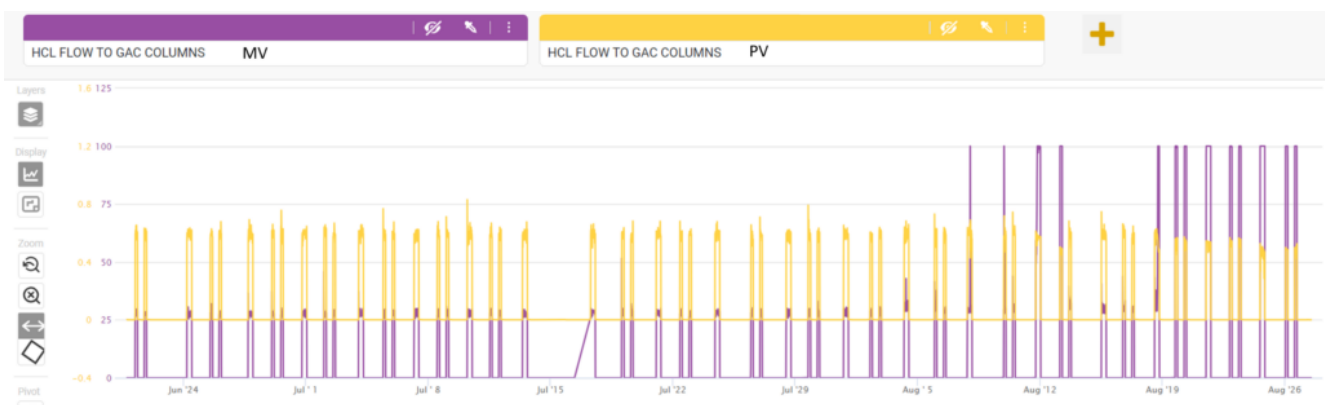 HCL FLOW TO GAC COLUMNS MV
HCL FLOW TO GAC COLUMNS PV
Layers
1.6 125
Display
1.2 100
0.8 75
Zoom
0.4 50
0 25
-0.4 0
Pivot
Jun '24 Jul ' 1 Jul ' 8 Jul '15 Jul '22 Jul '29 Aug ' 5 Aug '12 Aug '19 Aug '26